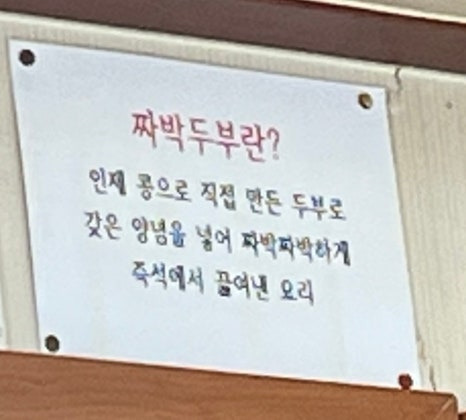 짜박두부란?
인제 콩으로 직접 만든 두부로
갖은 양념을 넣어 짜박짜박하게
즉석에서 끓여낸 요리